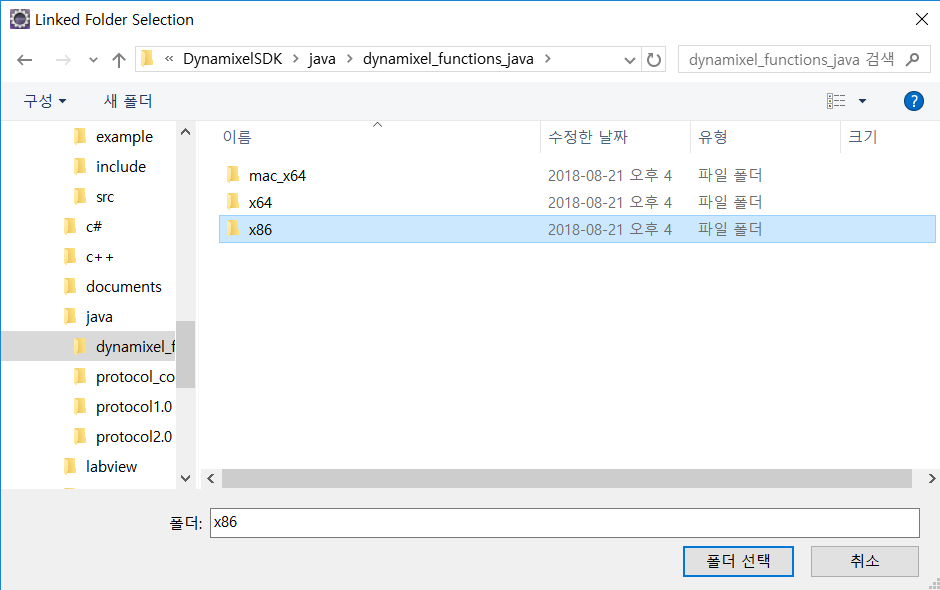 Linked Folder Selection
« DynamixelSDK > java > dynamixel_functions_java >
dynamixel_functions_java 검색
구성
새 폴더
?
example
include
src
c#
c++
documents
java
dynamixel_f
protocol_co
protocol1.0
protocol2.0
labview
이름 수정한 날짜 유형 크기
mac_x64 2018-08-21 오후 4 파일 폴더
x64 2018-08-21 오후 4 파일 폴더
x86 2018-08-21 오후 4 파일 폴더
폴더: x86
폴더 선택 취소